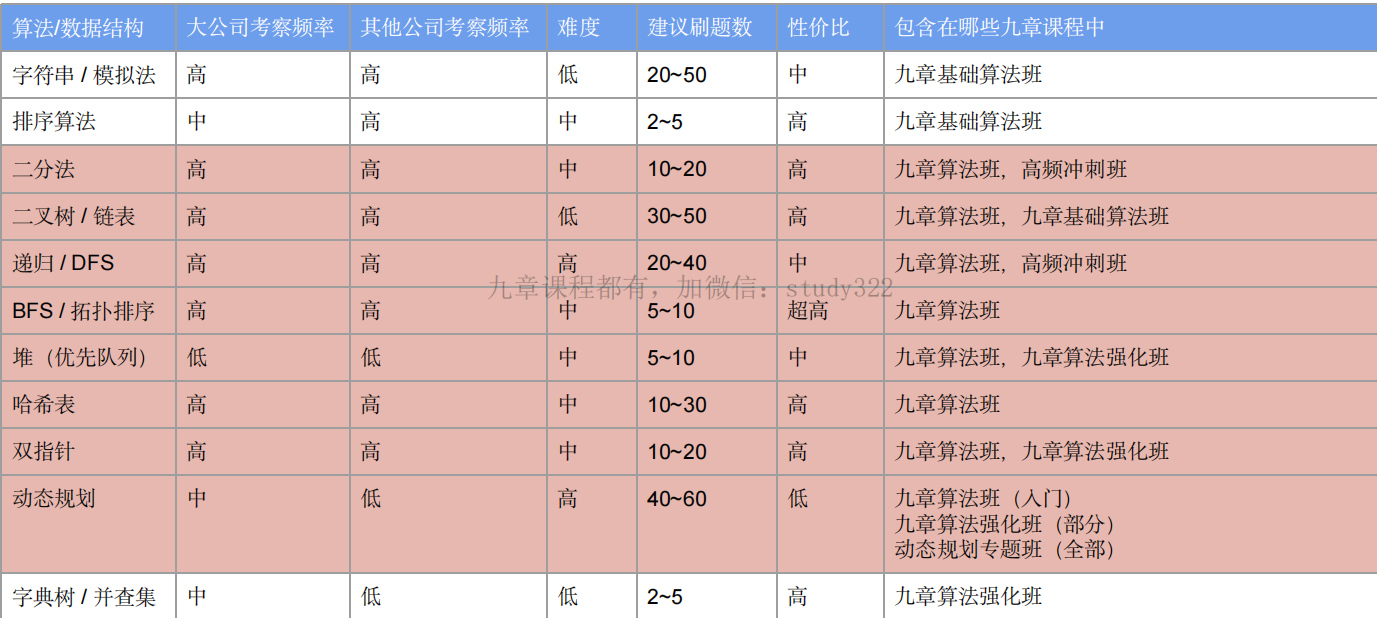 算法/数据结构 大公司考察频率 其他公司考察频率 难度 建议刷题数 性价比 包含在哪些九章课程中
字符串 / 模拟法 高 高 低 20~50 中 九章基础算法班
排序算法 中 高 中 2~5 高 九章基础算法班
二分法 高 高 中 10~20 高 九章算法班，高频冲刺班
二叉树 / 链表 高 高 低 30~50 高 九章算法班，九章基础算法班
递归 / DFS 高 高 高 20~40 中 九章算法班，高频冲刺班
九章课程都有，加微信：study322
BFS / 拓扑排序 高 高 中 5~10 超高 九章算法班
堆（优先队列） 低 低 中 5~10 中 九章算法班，九章算法强化班
哈希表 高 高 中 10~30 高 九章算法班
双指针 高 高 中 10~20 高 九章算法班，九章算法强化班
动态规划 中 低 高 40~60 低 九章算法班（入门）
九章算法强化班（部分）
动态规划专题班（全部）
字典树 / 并查集 中 低 低 2~5 高 九章算法强化班